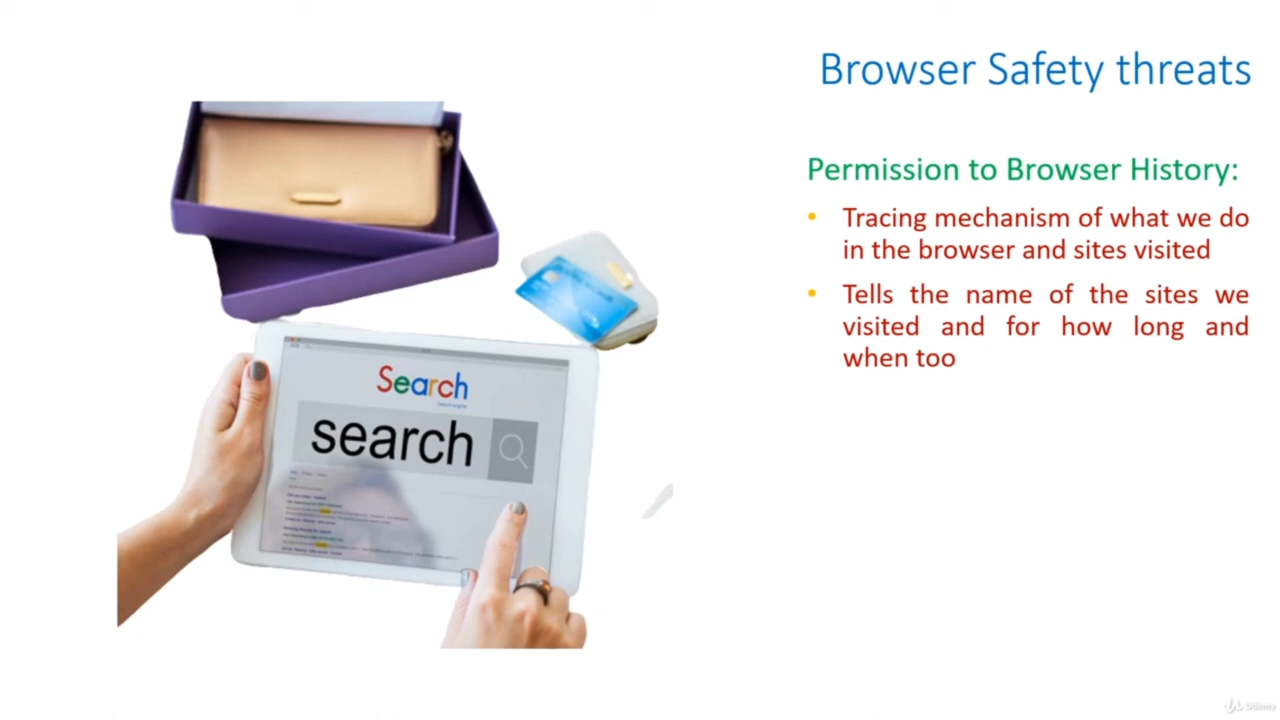 Browser Safety threats
Permission to Browser History:
• Tracing mechanism of what we do
in the browser and sites visited
• Tells the name of the sites we
visited and for how long and
when too
Search
search
Udemy